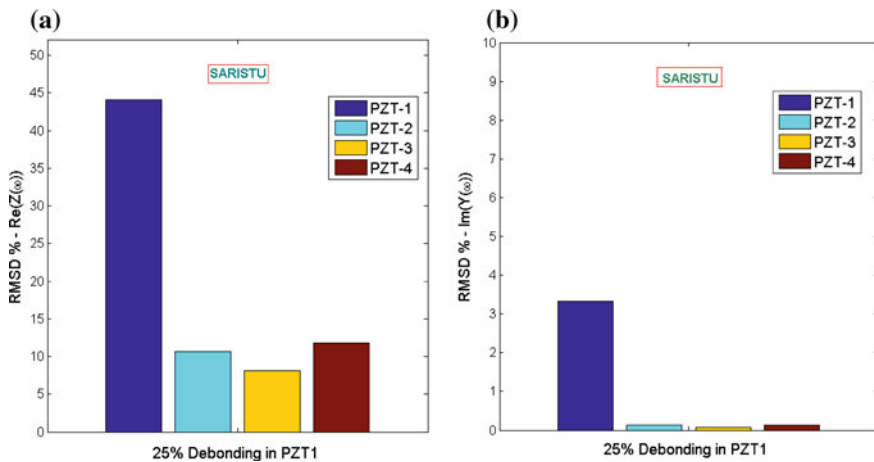 (a)
RMSD % - Re(Z(∞))
50
45
40
35
30
25
20
15
10
5
0
SARISTU
PZT-1
PZT-2
PZT-3
PZT-4
25% Debonding in PZT1
(b)
RMSD % - Im(Y(∞))
10
9
8
7
6
5
4
3
2
1
0
SARISTU
PZT-1
PZT-2
PZT-3
PZT-4
25% Debonding in PZT1